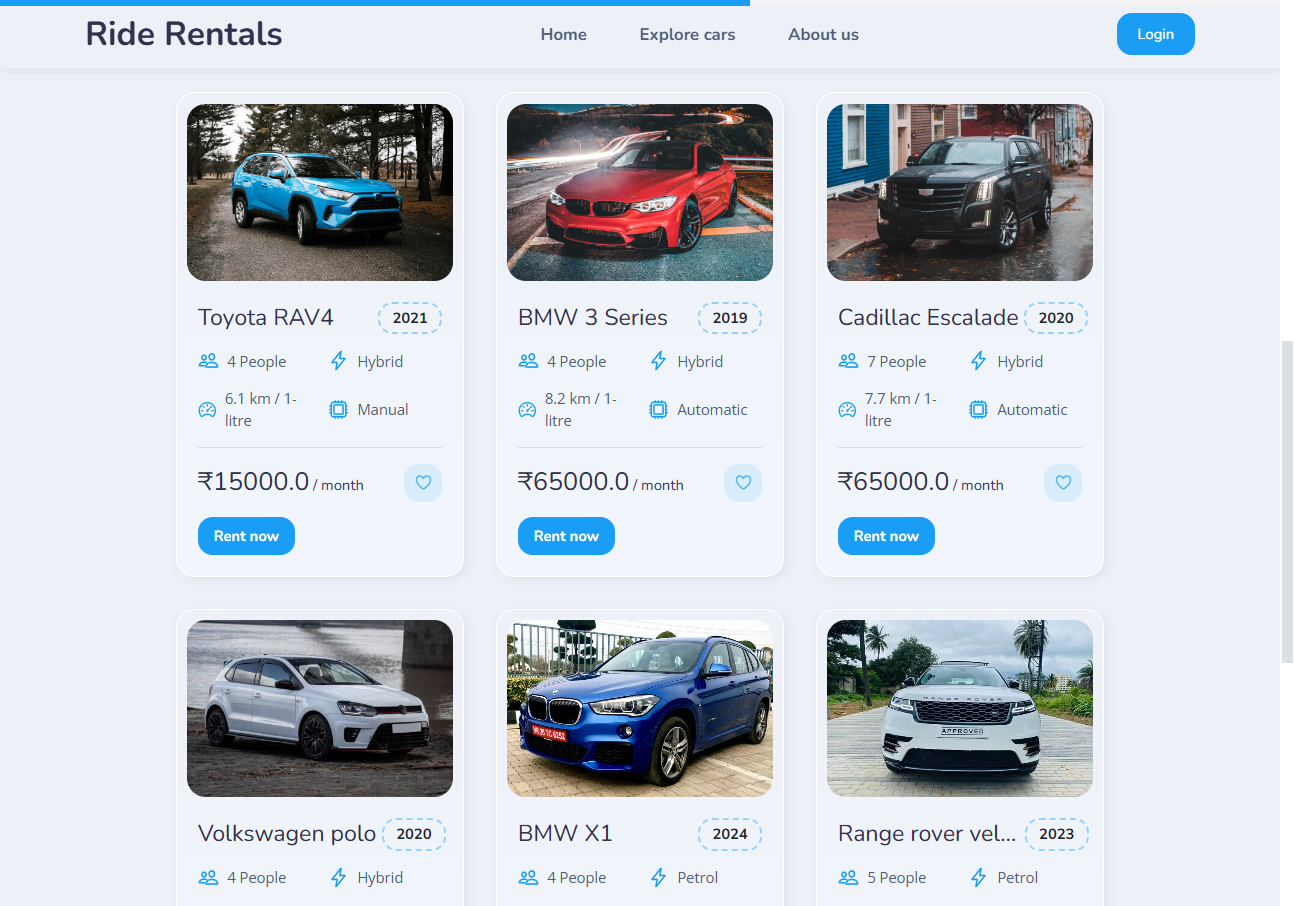 Ride Rentals
Home
Explore cars
About us
Login
Toyota RAV4
2021
4 People
Hybrid
6.1 km / 1-
litre
Manual
₹15000.0 / month
Rent now
BMW 3 Series
2019
4 People
Hybrid
8.2 km / 1-
litre
Automatic
₹65000.0 / month
Rent now
Cadillac Escalade
2020
7 People
Hybrid
7.7 km / 1-
litre
Automatic
₹65000.0 / month
Rent now
Volkswagen polo
2020
4 People
Hybrid
BMW X1
2024
4 People
Petrol
RANGE ROVER
APPROVED
Range rover vel...
2023
5 People
Petrol